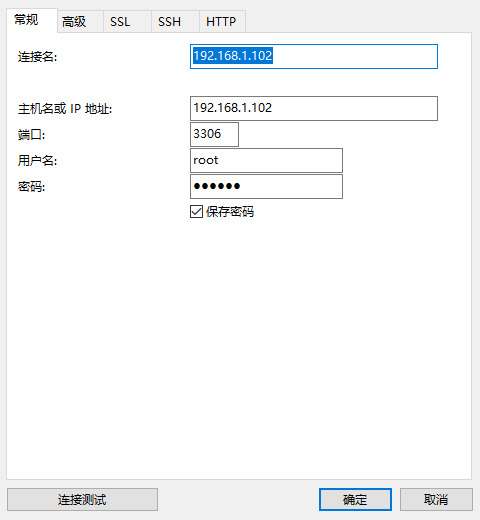 常规 高级 SSL SSH HTTP
连接名: 192.168.1.102
主机名或 IP 地址: 192.168.1.102
端口: 3306
用户名: root
密码: ●●●●●●
保存密码
连接测试 确定 取消